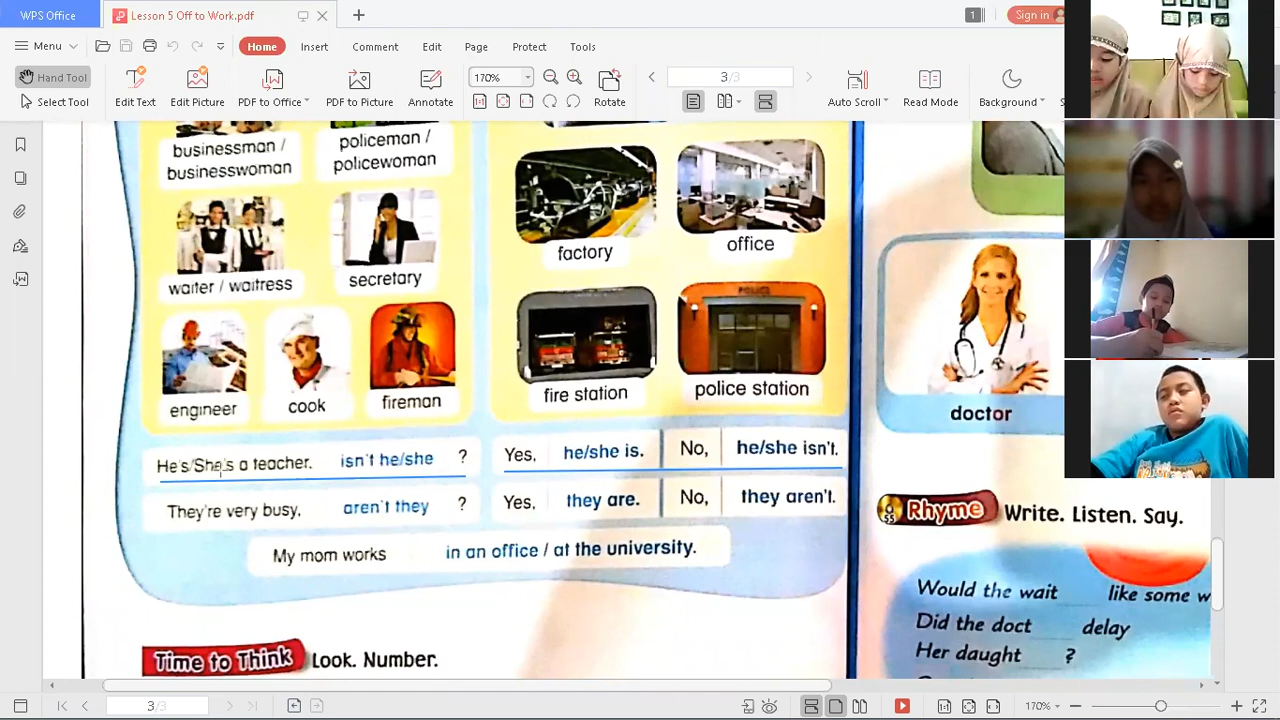 WPS Office
Lesson 5 Off to Work.pdf
1
Sign in
Menu
Home
Insert
Edit
Page
Protect
Tools
Hand Tool
Select Tool
Edit Text
Edit Picture
PDF to Office
PDF to Picture
Annotate
170%
Rotate
3/3
Auto Scroll
Read Mode
Background
businessman /
businesswoman
policeman /
policewoman
waiter / waitress
secretary
engineer
cook
fireman
factory
office
POLICE
fire station
police station
doctor
He's/She's a teacher, isn't he/she ? Yes, he/she is. No, he/she isn't.
They're very busy, aren't they ? Yes, they are. No, they aren't.
My mom works in an office / at the university.
Time to Think Look. Number.
55
Rhyme Write. Listen. Say.
Would the wait like some w
Did the doct delay
Her daught ?
3/3
170%